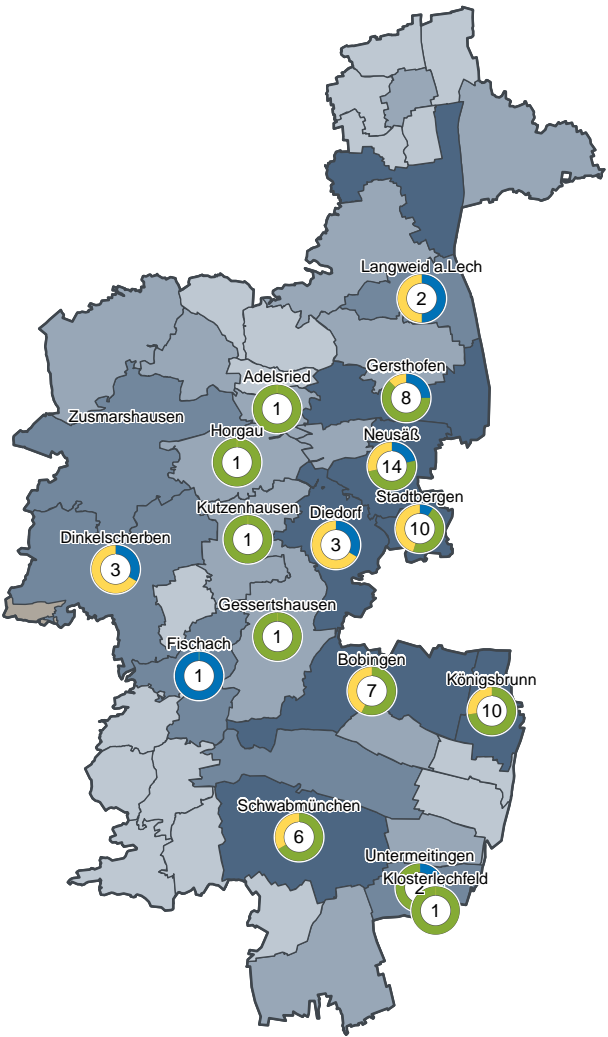 Langweid a.Lech
2
Gersthofen
8
Adelsried
1
Zusmarshausen
Horgau
1
Neusäß
14
Stadtbergen
10
Kutzenhausen
1
Diedorf
3
Dinkelscherben
3
Gessertshausen
1
Fischach
1
Bobingen
7
Königsbrunn
10
Schwabmünchen
6
Untermeitingen
2
Klosterlechfeld
1